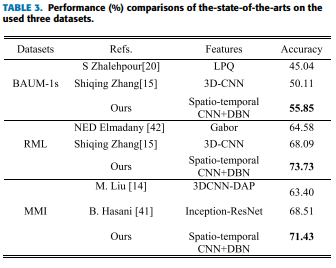 TABLE 3. Performance (%) comparisons of the-state-of-the-arts on the
used three datasets.
Datasets Refs. Features Accuracy
S Zhalehpour[20] LPQ 45.04
BAUM-1s Shiqing Zhang[15] 3D-CNN 50.11
Ours Spatio-temporal CNN+DBN 55.85
NED Elmadany [42] Gabor 64.58
RML Shiqing Zhang[15] 3D-CNN 68.09
Ours Spatio-temporal CNN+DBN 73.73
M. Liu [14] 3DCNN-DAP 63.40
MMI B. Hasani [41] Inception-ResNet 68.51
Ours Spatio-temporal CNN+DBN 71.43